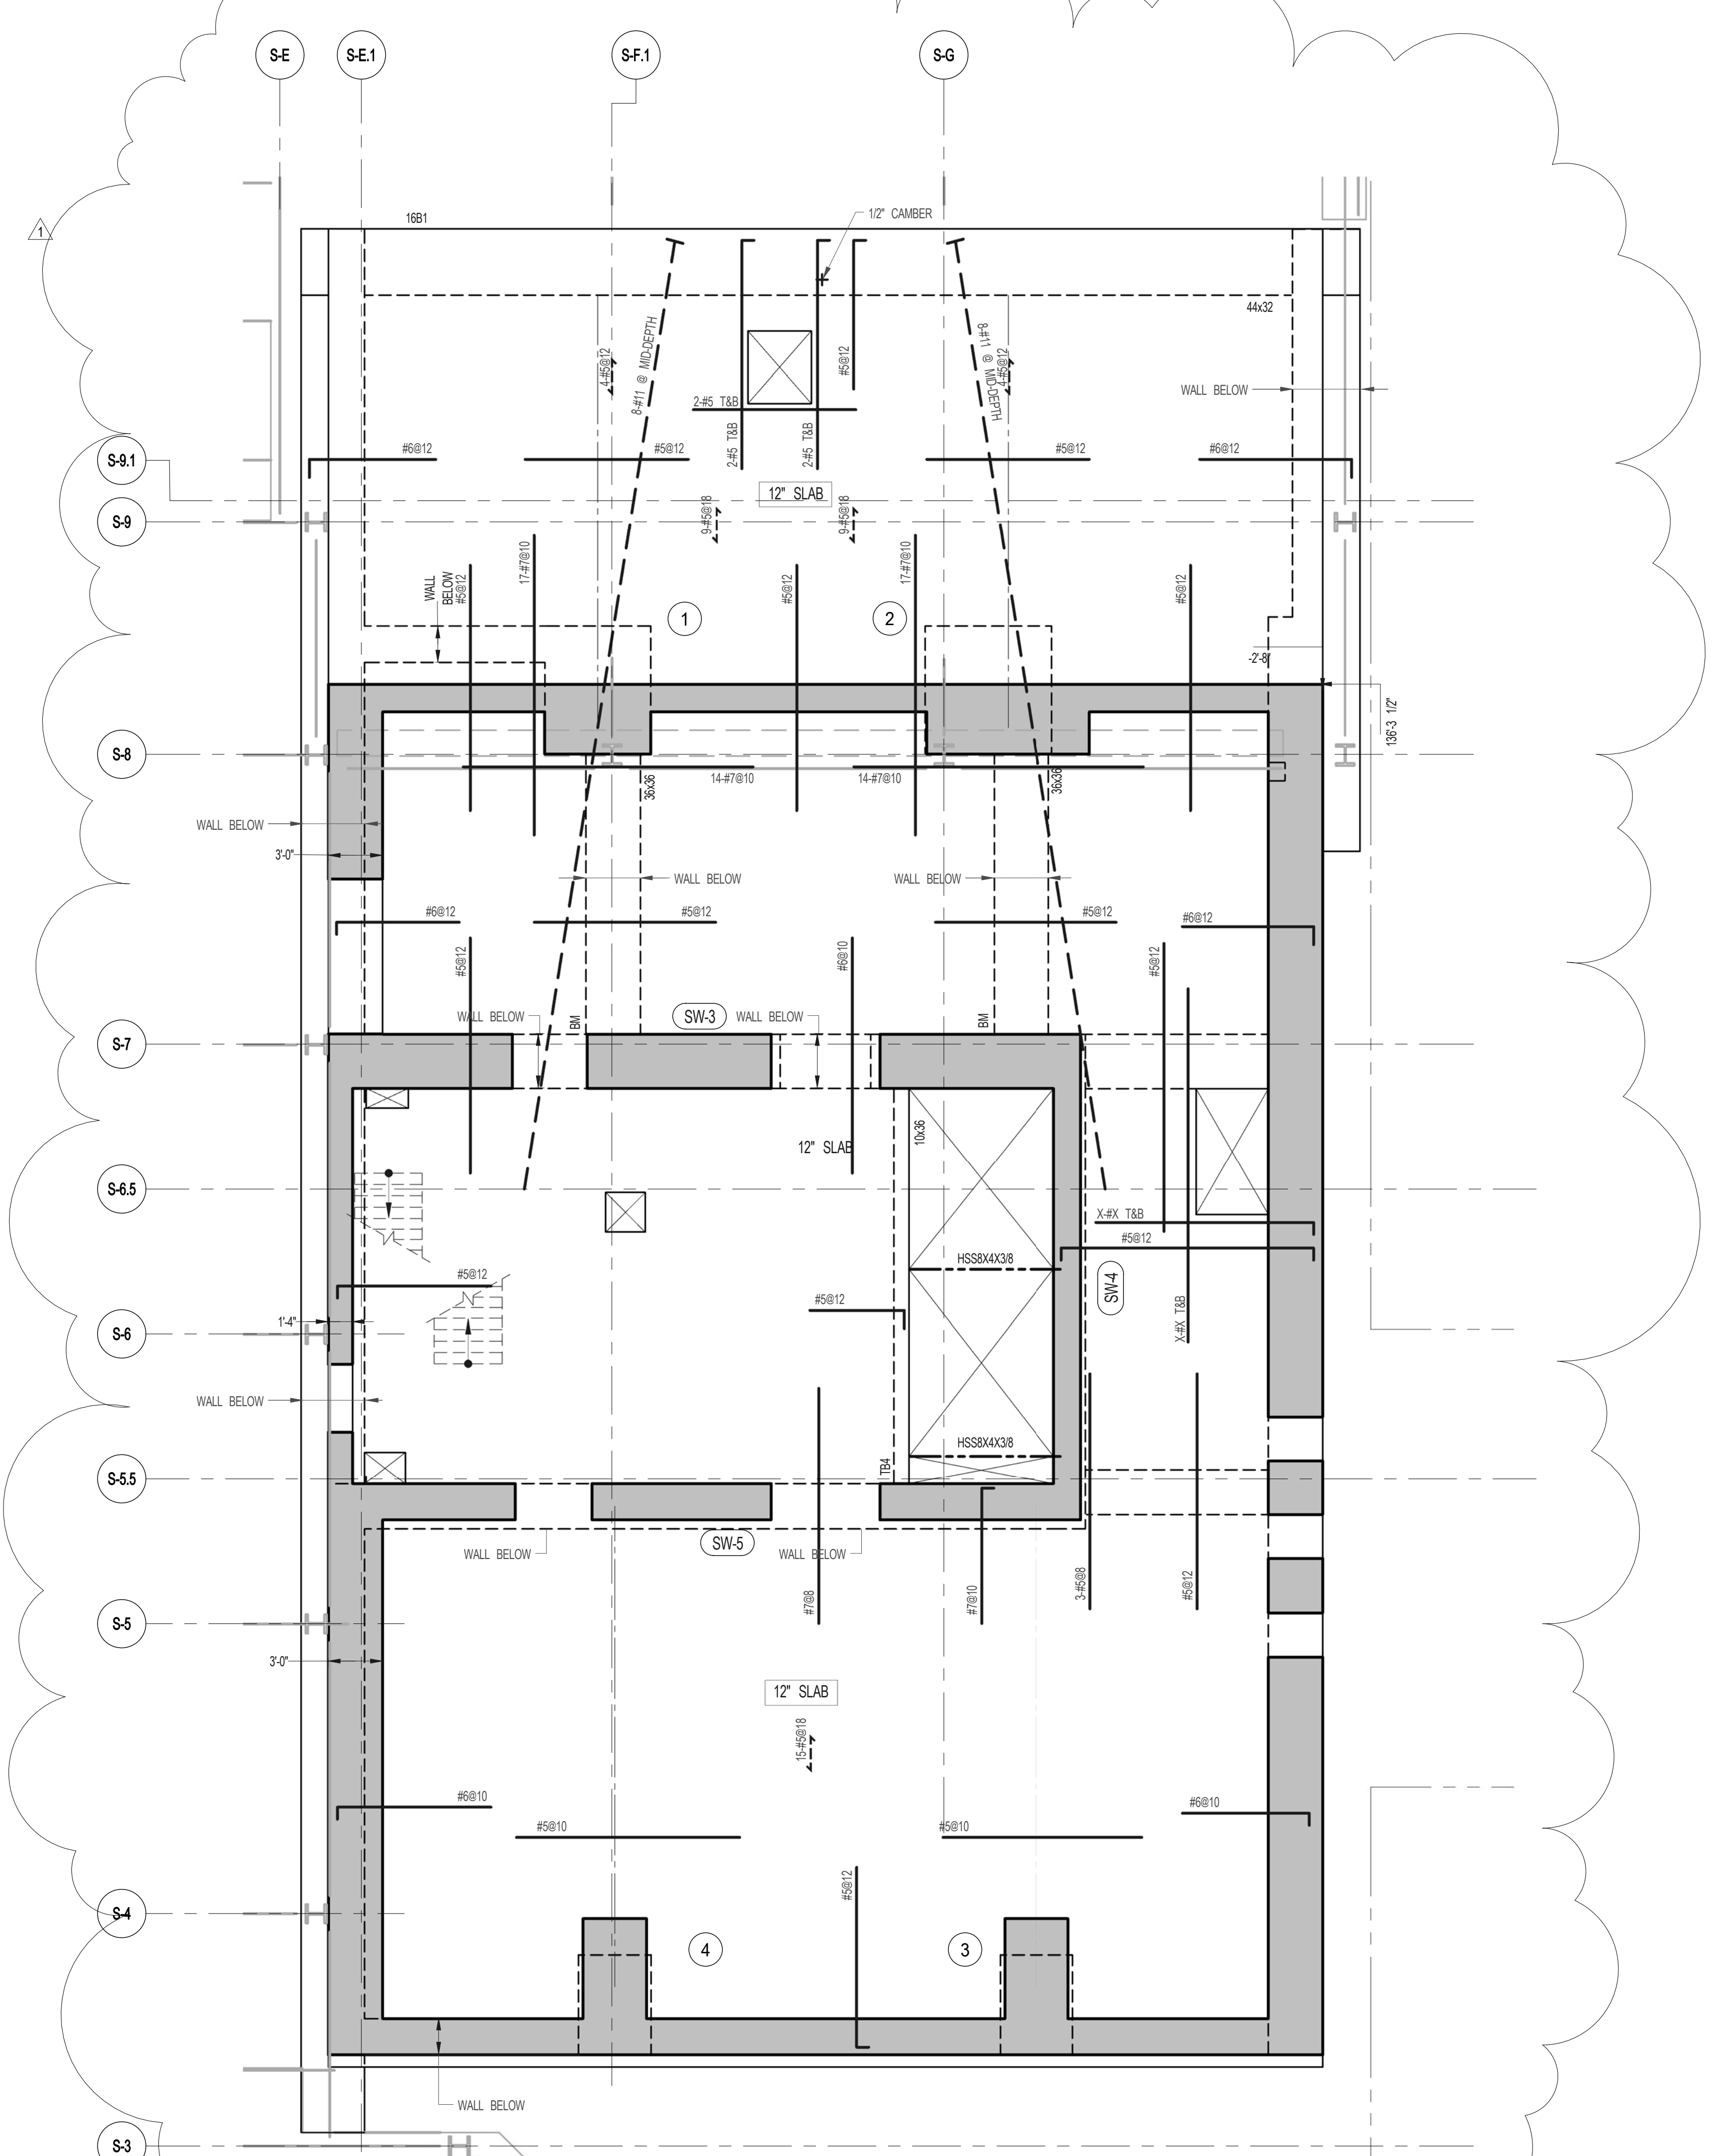 S-E
S-E.1
S-F.1
S-G
1
16B1
1/2" CAMBER
44x32
4-#5@12
8-#11 @ MID-DEPTH
#5@12
8-#11 @ MID-DEPTH
4-#5@12
WALL BELOW
2-#5 T&B
2-#5 T&B
2-#5 T&B
S-9.1
#6@12
#5@12
#5@12
#6@12
12" SLAB
S-9
9-#5@18
9-#5@18
WALL
BELOW
#5@12
17-#7@10
#5@12
17-#7@10
#5@12
1
2
-2'-8"
136'-3 1/2"
S-8
14-#7@10
14-#7@10
36x36
36x36
WALL BELOW
3'-0"
WALL BELOW
WALL BELOW
#6@12
#5@12
#5@12
#6@12
#5@12
#6@10
#5@12
WALL BELOW
BM
SW-3
WALL BELOW
BM
S-7
10x36
12" SLAB
S-6.5
X-#X T&B
#5@12
HSS8X4X3/8
#5@12
SW-4
#5@12
1'-4"
S-6
X-#X T&B
WALL BELOW
HSS8X4X3/8
TB4
S-5.5
SW-5
WALL BELOW
WALL BELOW
#7@8
#7@10
3-#5@8
#5@12
S-5
3'-0"
12" SLAB
15-#5@18
#6@10
#6@10
#5@10
#5@10
#5@12
S-4
4
3
WALL BELOW
S-3